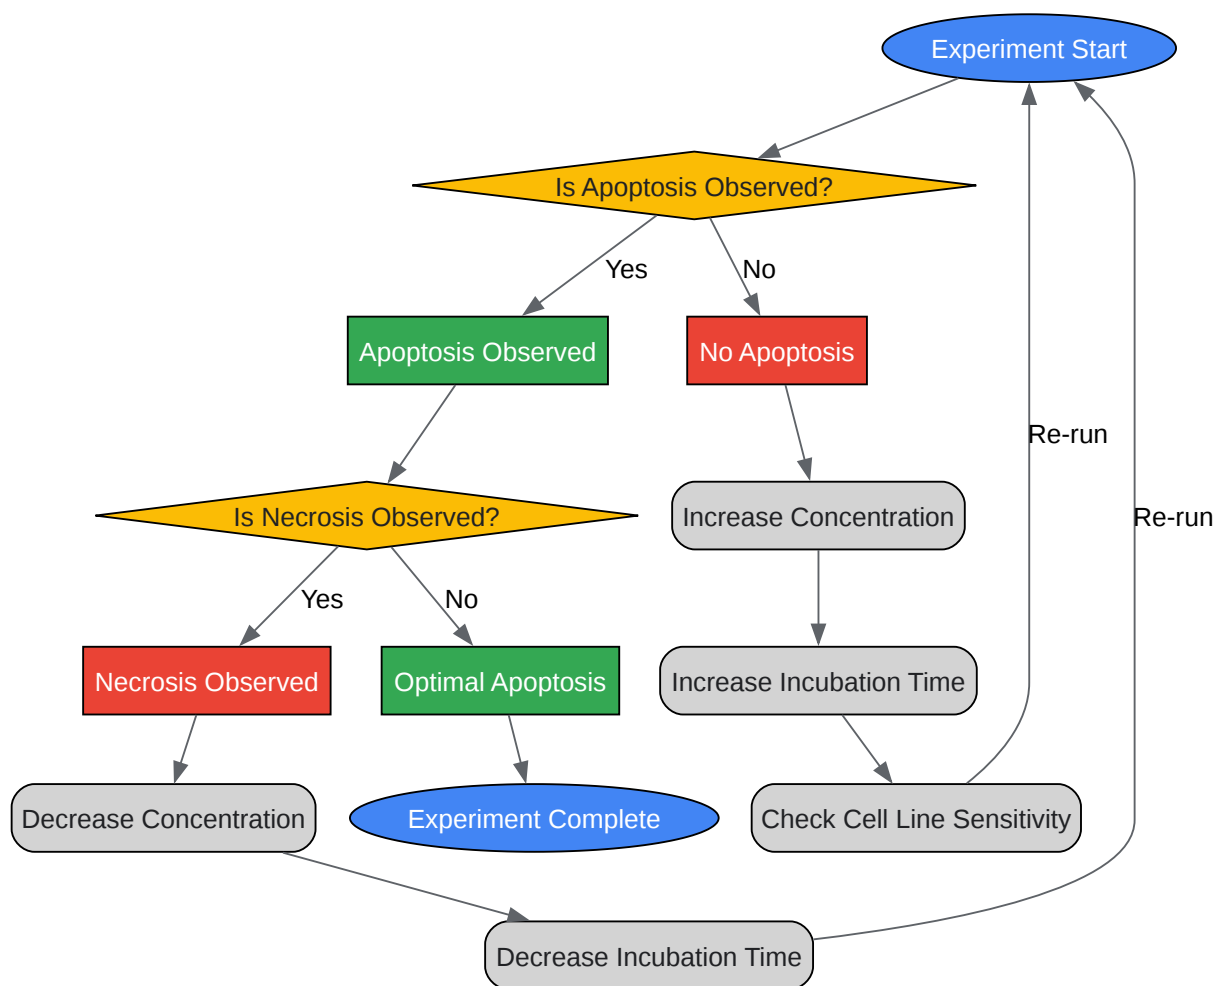 Experiment Start
Is Apoptosis Observed?
Yes
No
Apoptosis Observed
No Apoptosis
Re-run
Is Necrosis Observed?
Increase Concentration
Re-run
Yes
No
Necrosis Observed
Optimal Apoptosis
Increase Incubation Time
Decrease Concentration
Experiment Complete
Check Cell Line Sensitivity
Decrease Incubation Time